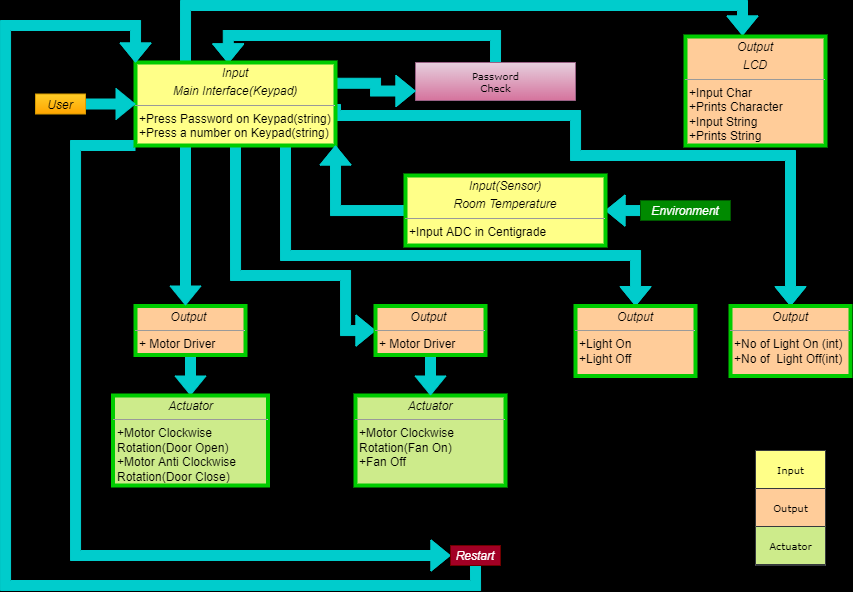 Output
LCD
+Input Char
+Prints Character
+Input String
+Prints String
Input
Main Interface(Keypad)
+Press Password on Keypad(string)
+Press a number on Keypad(string)
Password
Check
User
Input(Sensor)
Room Temperature
+Input ADC in Centigrade
Environment
Output
+ Motor Driver
Output
+ Motor Driver
Output
+Light On
+Light Off
Output
+No of Light On (int)
+No of Light Off(int)
Actuator
+Motor Clockwise
Rotation(Door Open)
+Motor Anti Clockwise
Rotation(Door Close)
Actuator
+Motor Clockwise
Rotation(Fan On)
+Fan Off
Input
Output
Actuator
Restart